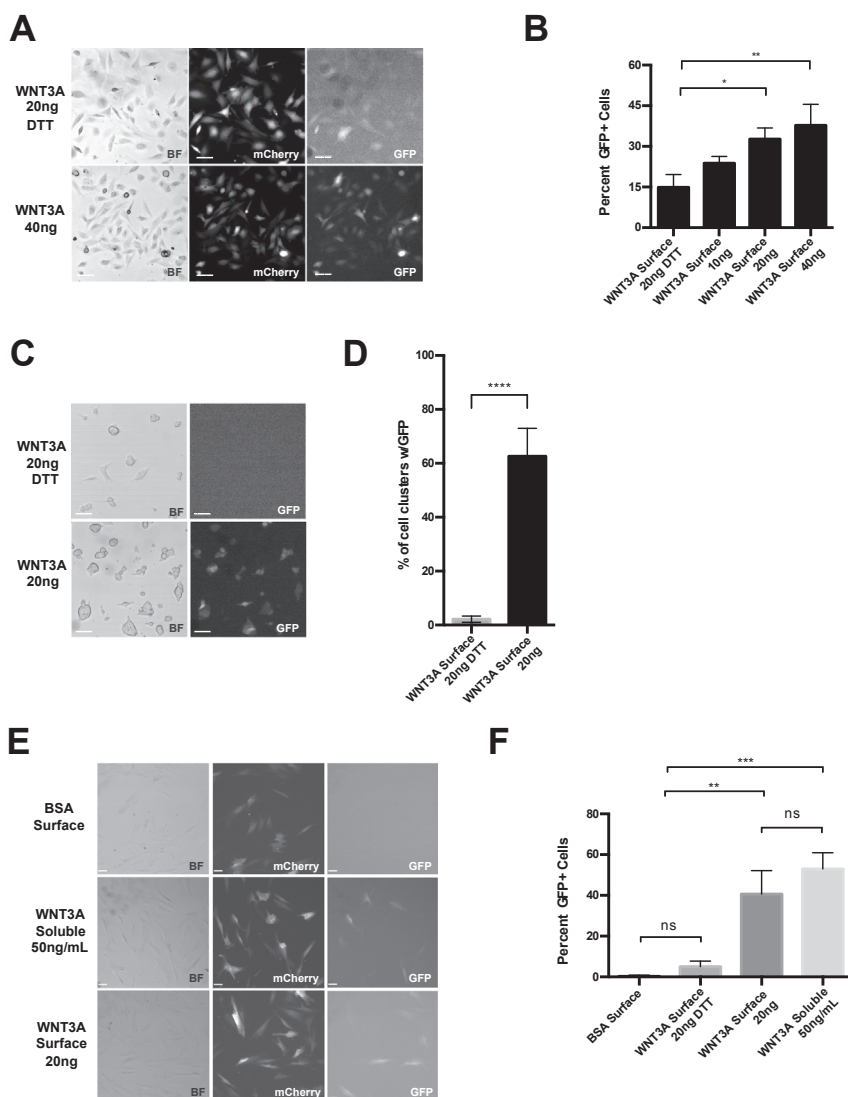 A
WNT3A
20ng
DTT
BF
mCherry
GFP
WNT3A
40ng
BF
mCherry
GFP
B
Percent GFP+ Cells
60
45
30
15
0
*
**
WNT3A Surface
20ng DTT
WNT3A Surface
10ng
WNT3A Surface
20ng
WNT3A Surface
40ng
C
WNT3A
20ng
DTT
BF
GFP
WNT3A
20ng
BF
GFP
D
% of cell clusters w/GFP
100
80
60
40
20
0
****
WNT3A Surface
20ng DTT
WNT3A Surface
20ng
E
BSA
Surface
BF
mCherry
GFP
WNT3A
Soluble
50ng/mL
BF
mCherry
GFP
WNT3A
Surface
20ng
BF
mCherry
GFP
F
Percent GFP+ Cells
80
60
40
20
0
***
**
ns
ns
BSA Surface
WNT3A Surface
20ng DTT
WNT3A Surface
20ng
WNT3A Soluble
50ng/mL